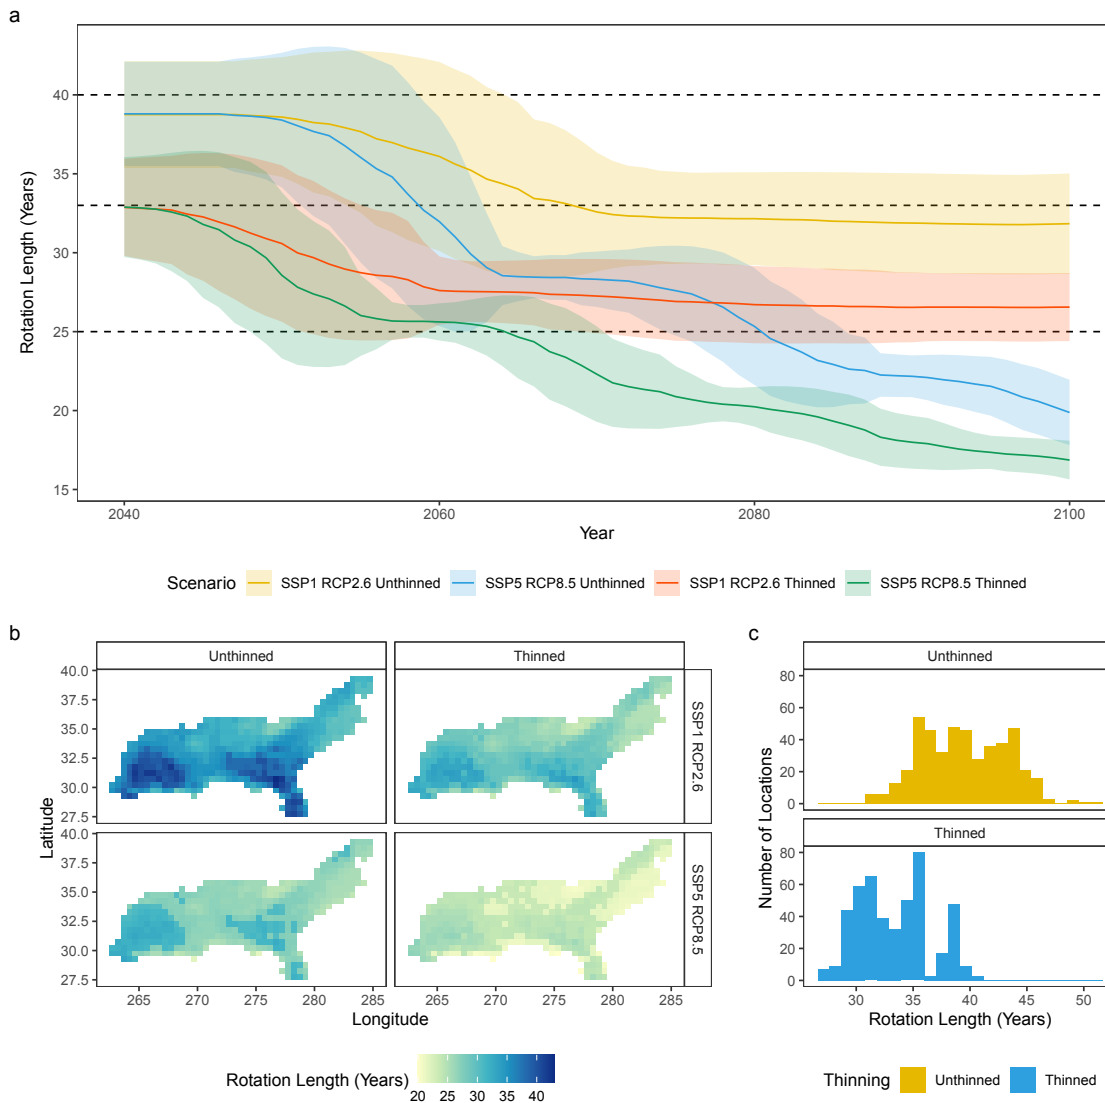 a
Rotation Length (Years)
40
35
30
25
20
15
2040
2060
2080
2100
Year
Scenario
SSP1 RCP2.6 Unthinned
SSP5 RCP8.5 Unthinned
SSP1 RCP2.6 Thinned
SSP5 RCP8.5 Thinned
b
Unthinned
Thinned
SSP1 RCP2.6
SSP5 RCP8.5
Latitude
40.0
37.5
35.0
32.5
30.0
27.5
40.0
37.5
35.0
32.5
30.0
27.5
265
270
275
280
285
265
270
275
280
285
Longitude
Rotation Length (Years)
20
25
30
35
40
c
Unthinned
Number of Locations
80
60
40
20
0
Thinned
80
60
40
20
0
30
35
40
45
50
Rotation Length (Years)
Thinning
Unthinned
Thinned